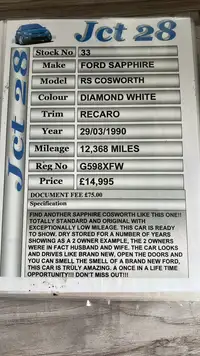 Jct 28
Jct 28
Stock No 33
Make FORD SAPPHIRE
Model RS COSWORTH
Colour DIAMOND WHITE
Trim RECARO
Year 29/03/1990
Mileage 12,368 MILES
Reg No G598XFW
Price £14,995
DOCUMENT FEE £75.00
Specification
FIND ANOTHER SAPPHIRE COSWORTH LIKE THIS ONE!!
TOTALLY STANDARD AND ORIGINAL WITH
EXCEPTIONALLY LOW MILEAGE. THIS CAR IS READY
TO SHOW. DRY STORED FOR A NUMBER OF YEARS
SHOWING AS A 2 OWNER EXAMPLE, THE 2 OWNERS
WERE IN FACT HUSBAND AND WIFE. THE CAR LOOKS
AND DRIVES LIKE BRAND NEW, OPEN THE DOORS AND
YOU CAN SMELL THE SMELL OF A BRAND NEW FORD,
THIS CAR IS TRULY AMAZING. A ONCE IN A LIFE TIME
OPPORTUNITY!!! DON'T MISS OUT!!!